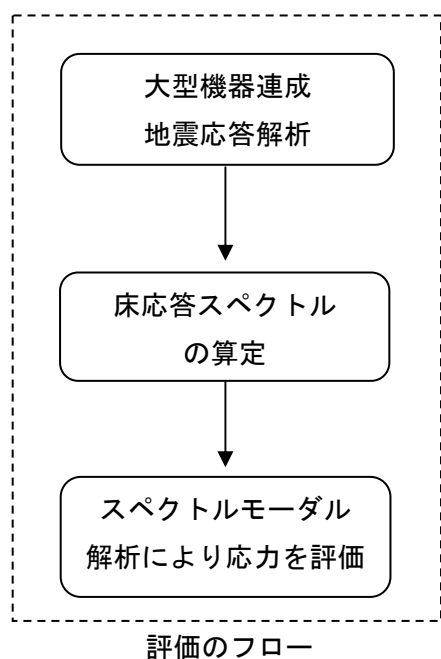 大型機器連成
地震応答解析
床応答スペクトル
の算定
スペクトルモーダル
解析により応力を評価
評価のフロー